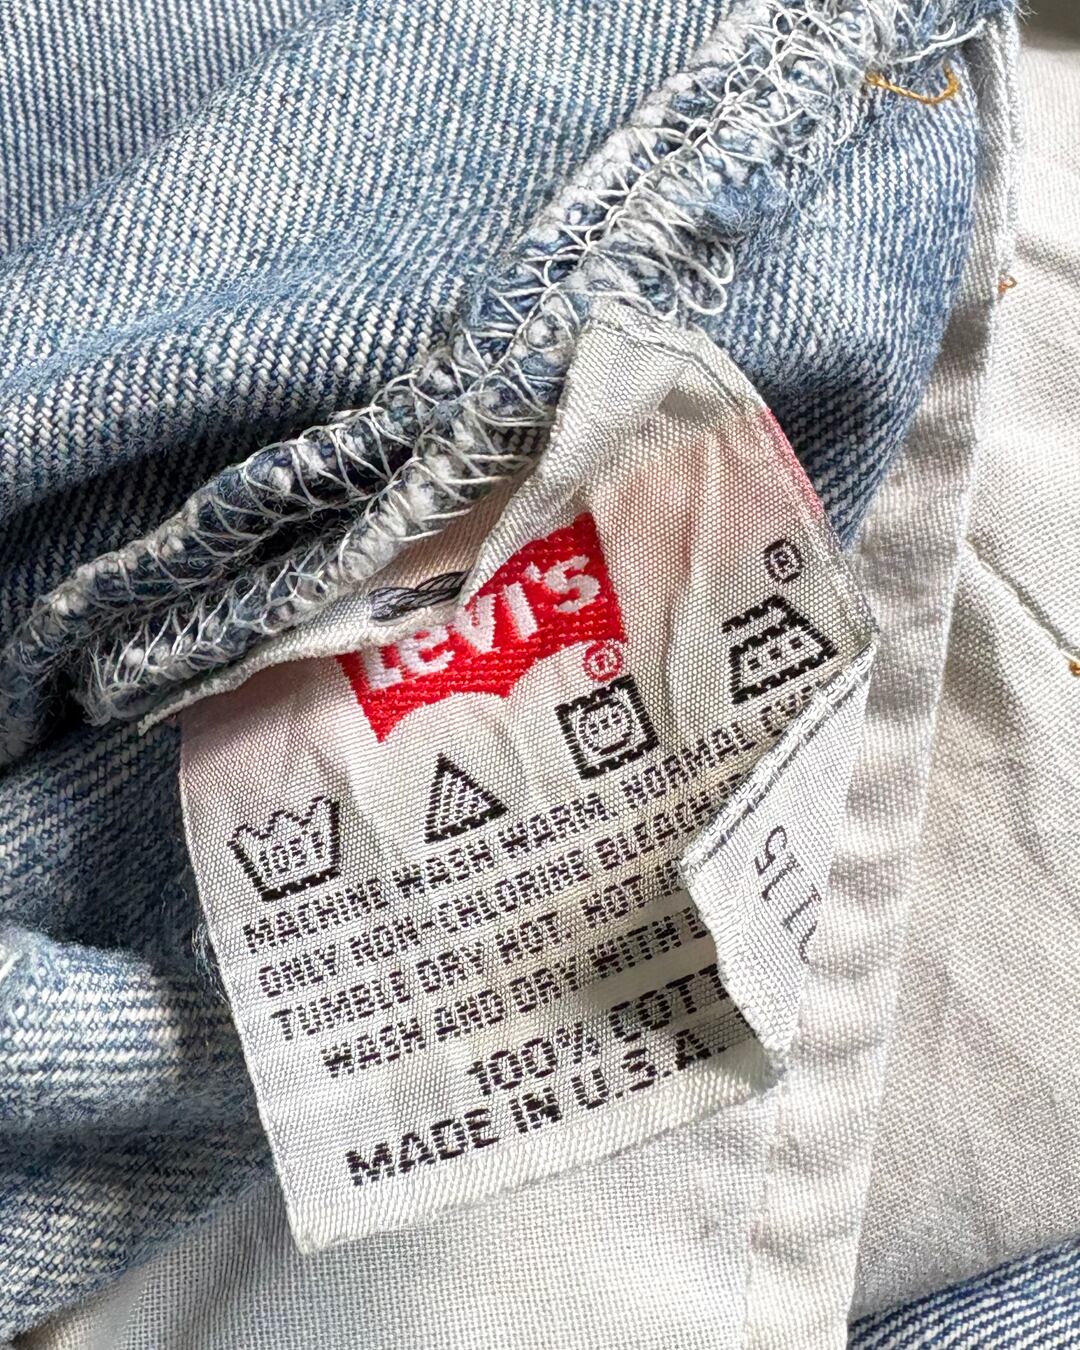 Levi's
®
®
105F
MACHINE WASH WARM. NORMAL
ONLY NON-CHLORINE BLEACH
TUMBLE DRY HOT. HOT
WASH AND DRY WITH
100% COTT
MADE IN U.S.A.